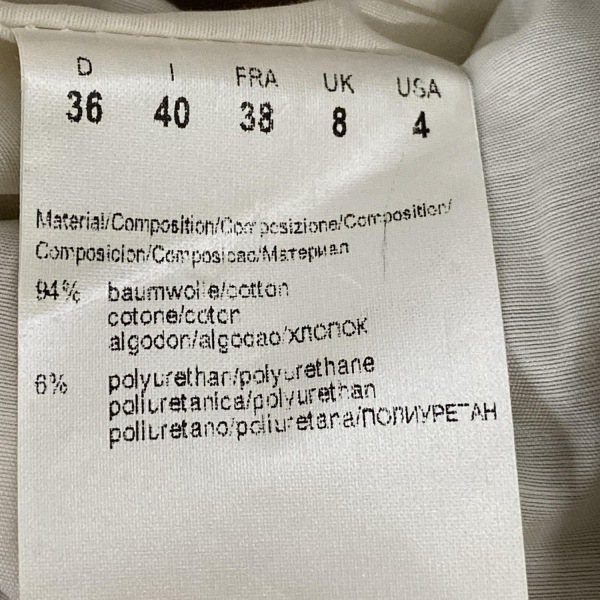 D I FRA UK USA
36 40 38 8 4
Material/Composition/Composizione/Composition/
Composicion/Composicao/Материал
94% baumwolle/cotton
cotone/coton
algodon/algodao/хлопок
6% polyurethan/polyurethane
poliuretanica/polyurethan
poliuretano/poliuretana/ПОЛИУРЕТАН